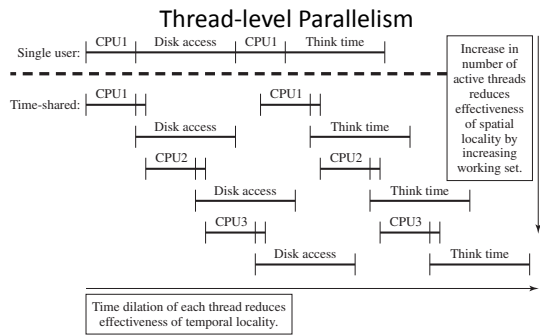 Thread-level Parallelism
Single user:
CPU1
Disk access
CPU1
Think time
Increase in
number of
active threads
reduces
effectiveness
of spatial
locality by
increasing
working set.
Time-shared:
CPU1
CPU1
Disk access
Think time
CPU2
CPU2
Disk access
Think time
CPU3
CPU3
Disk access
Think time
Time dilation of each thread reduces
effectiveness of temporal locality.